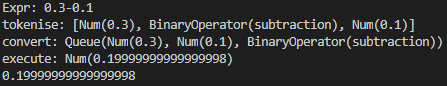 Expr: 0.3-0.1
tokenise: [Num(0.3), BinaryOperator(subtraction), Num(0.1)]
convert: Queue(Num(0.3), Num(0.1), BinaryOperator(subtraction))
execute: Num(0.19999999999999998)
0.19999999999999998